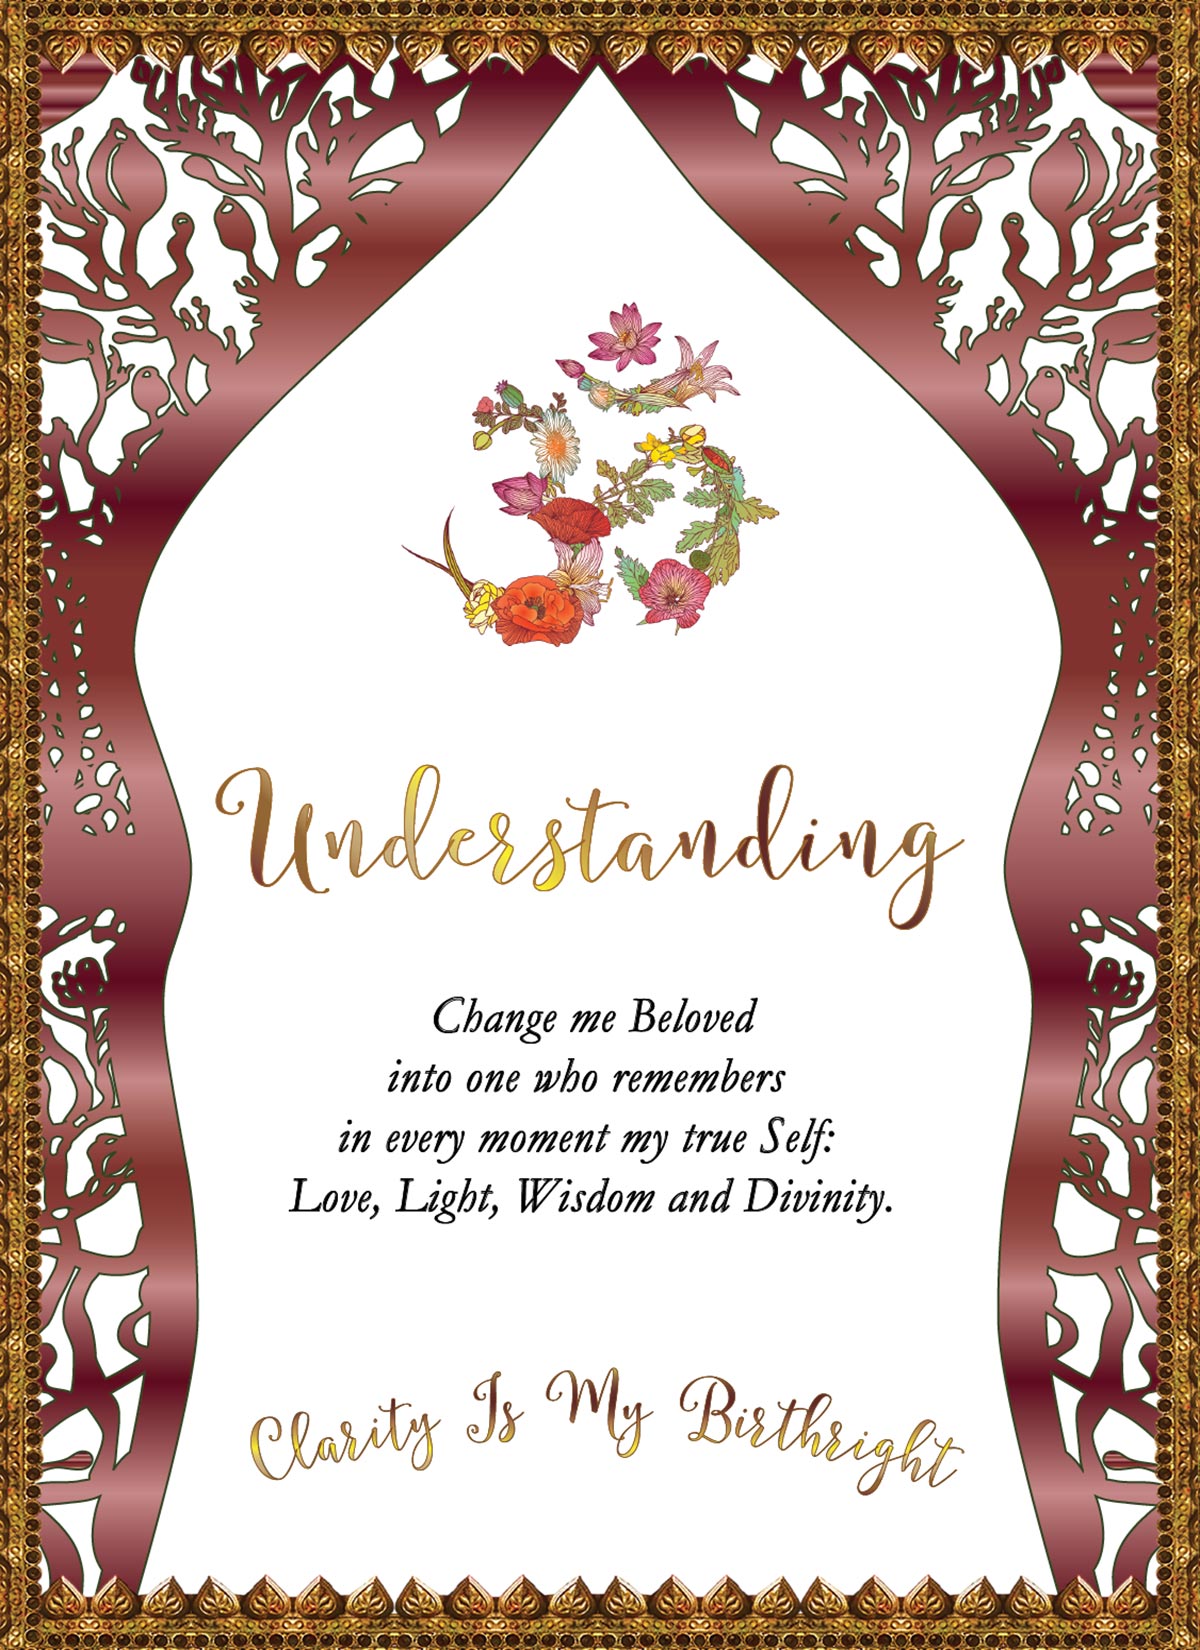 ॐ
Understanding
Change me Beloved
into one who remembers
in every moment my true Self:
Love, Light, Wisdom and Divinity.
Clarity Is My Birthright